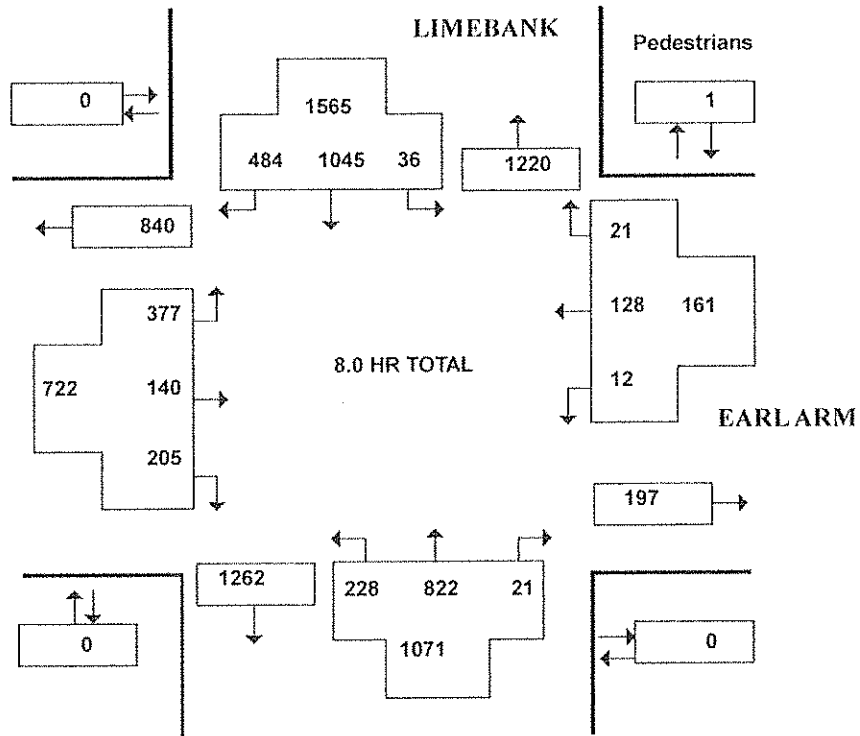 LIMEBANK
Pedestrians
0
1565
1
484 1045 36
1220
840
21
377
128 161
8.0 HR TOTAL
722 140
12
EARL ARM
205
197
1262
228 822 21
0
1071
0